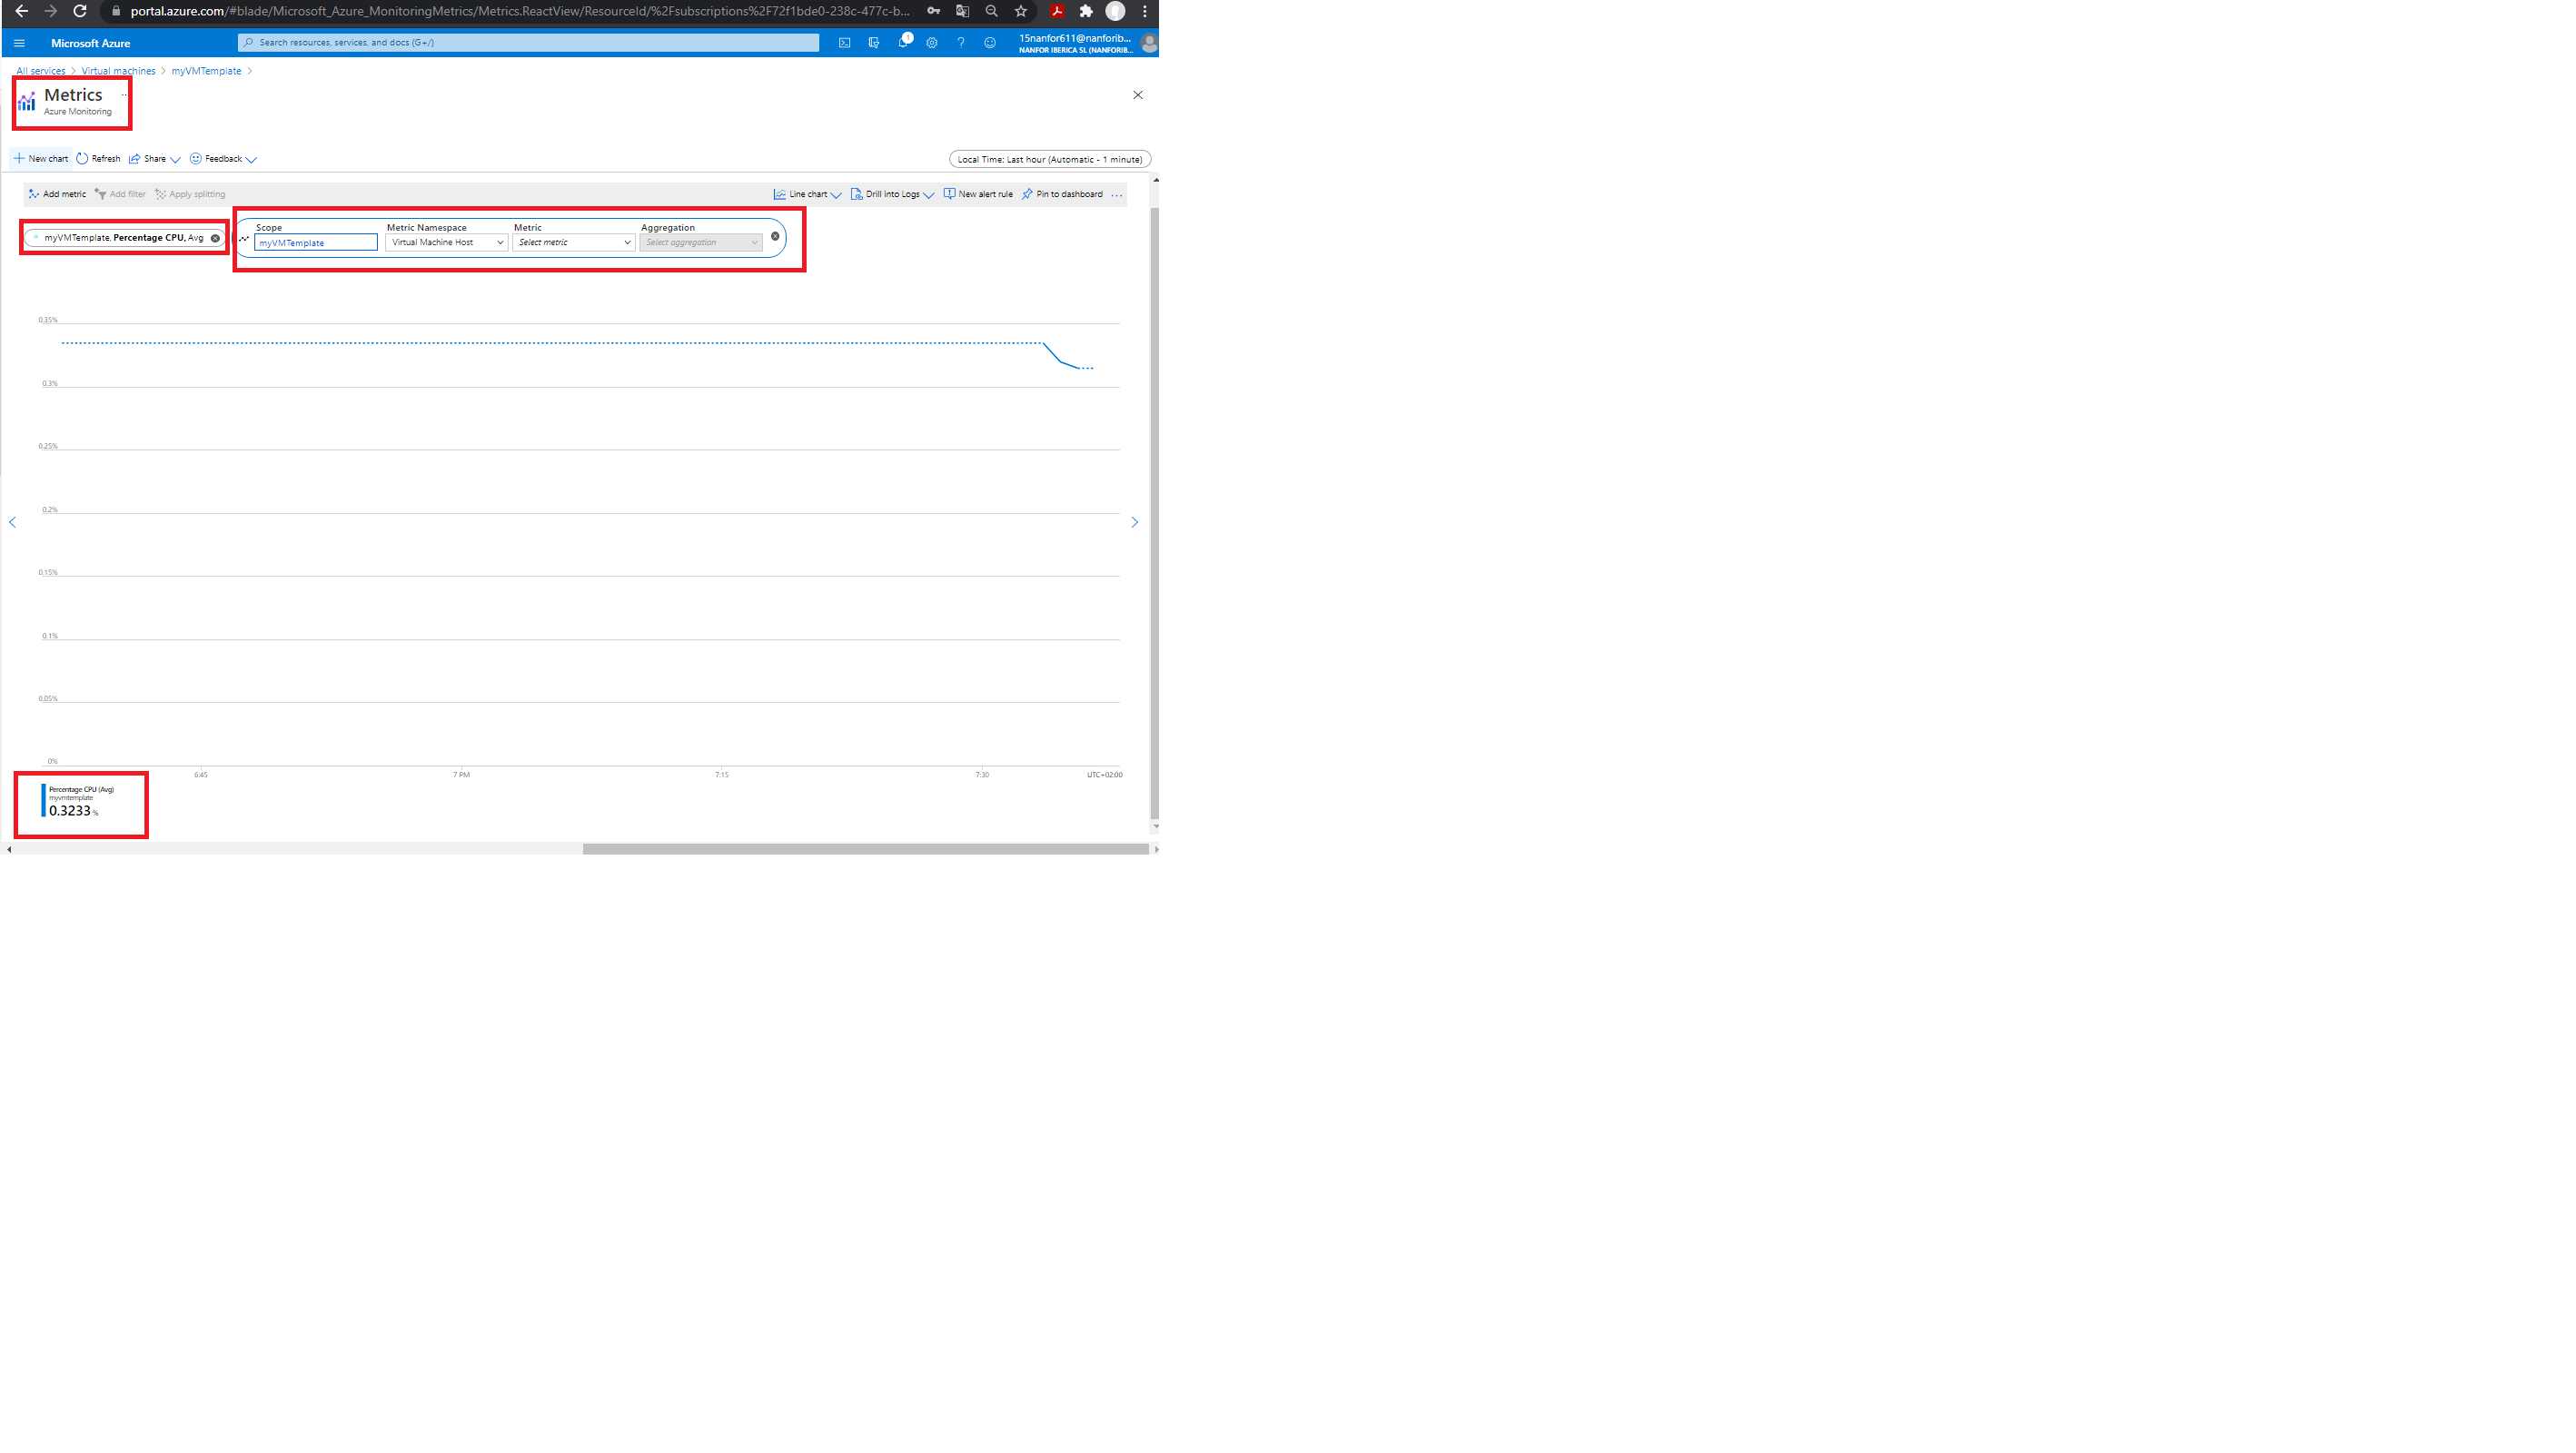 portal.azure.com/#blade/Microsoft_Azure_MonitoringMetrics/Metrics.ReactView/ResourceId/%2Fsubscriptions%2F72f1bde0-238c-477c-b...
Microsoft Azure
Search resources, services, and docs (G+/)
1
15nanfor611@nanforib...
NANFOR IBERICA SL (NANFORIB...
All services > Virtual machines > myVMTemplate >
Metrics ...
Azure Monitoring
New chart Refresh Share Feedback
Local Time: Last hour (Automatic - 1 minute)
Add metric Add filter Apply splitting
Line chart Drill into Logs New alert rule Pin to dashboard ...
myVMTemplate, Percentage CPU, Avg
Scope Metric Namespace Metric Aggregation
myVMTemplate Virtual Machine Host Select metric Select aggregation
0.35%
0.3%
0.25%
0.2%
0.15%
0.1%
0.05%
0%
6:45 7 PM 7:15 7:30 UTC+02:00
Percentage CPU (Avg)
myvmtemplate
0.3233 %